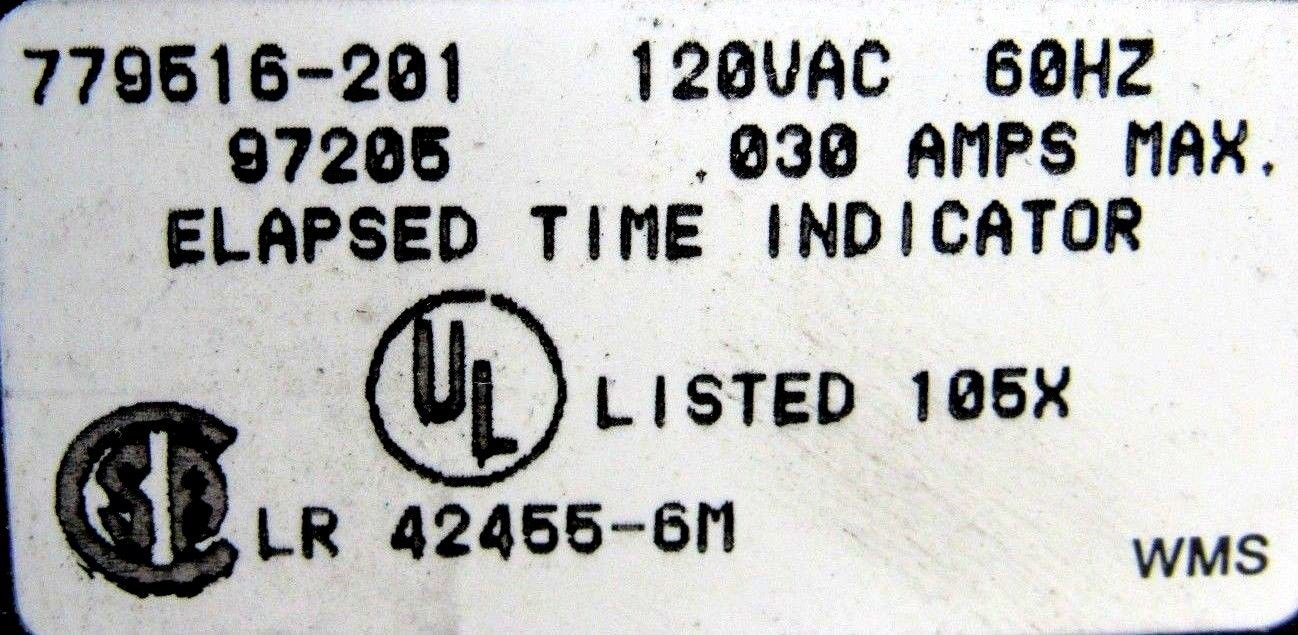 779516-201 120VAC 60HZ
97205 .030 AMPS MAX.
ELAPSED TIME INDICATOR
UL LISTED 105X
LR 42455-6M
WMS